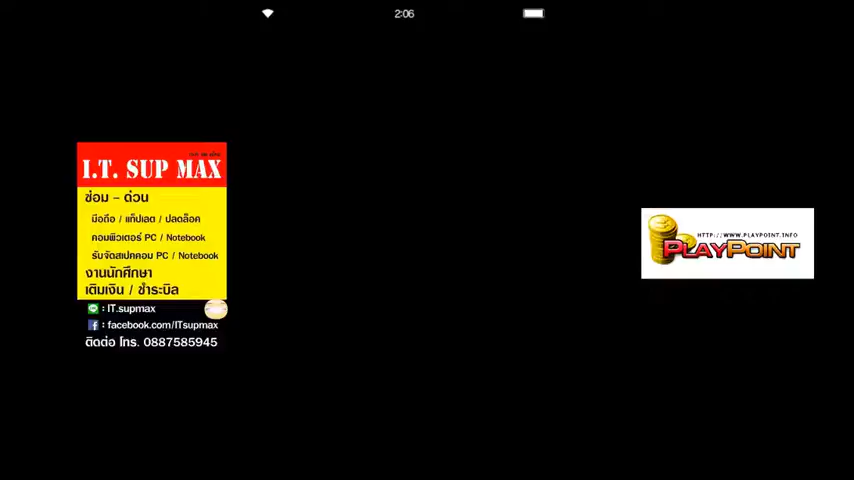 2:06
I.T. SUP MAX
ซ่อม - ด่วน
มือถือ / แท็ปเลต / ปลดล็อค
คอมพิวเตอร์ PC / Notebook
รับจัดสเปกคอม PC / Notebook
งานนักศึกษา
เติมเงิน / ชำระบิล
: IT.supmax
: facebook.com/ITsupmax
ติดต่อ โทร. 0887585945
HTTP://WWW.PLAYPOINT.INFO
PLAYPOINT